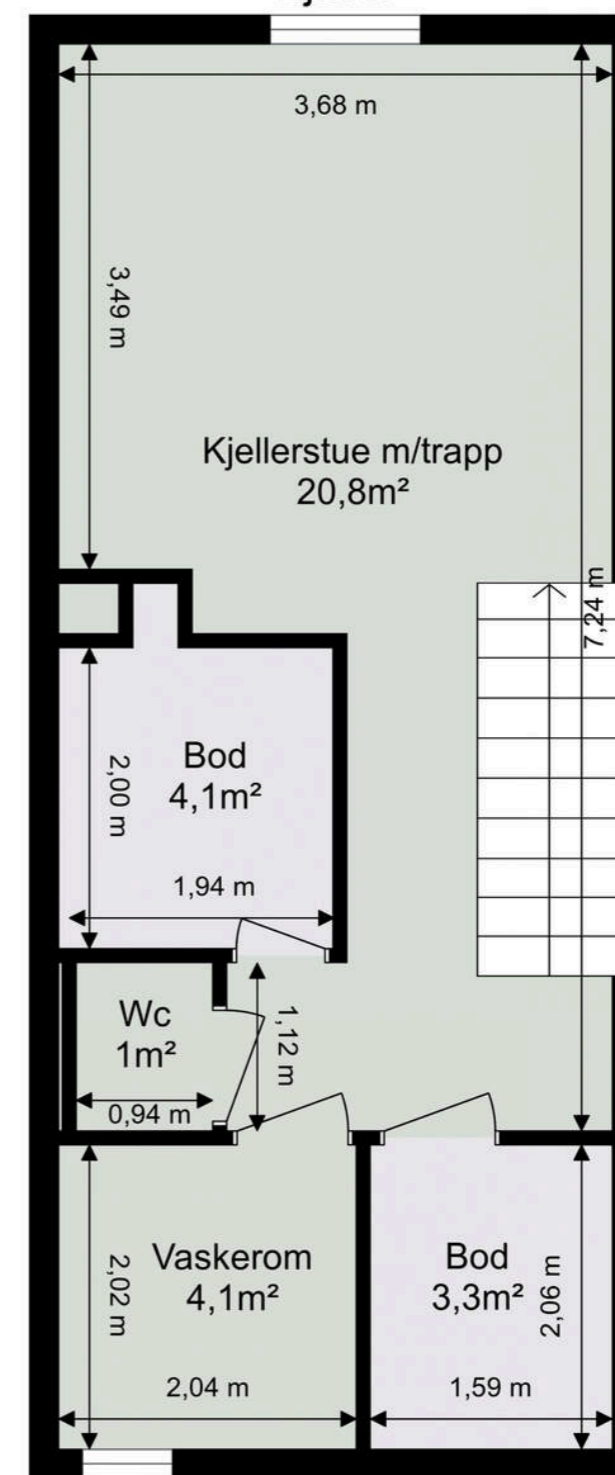 3,68 m
3,49 m
Kjellerstue m/trapp
20,8m²
7,24 m
Bod
4,1m²
2,00 m
1,94 m
Wc
1m²
1,12 m
0,94 m
Vaskerom
4,1m²
2,02 m
2,04 m
Bod
3,3m²
2,06 m
1,59 m